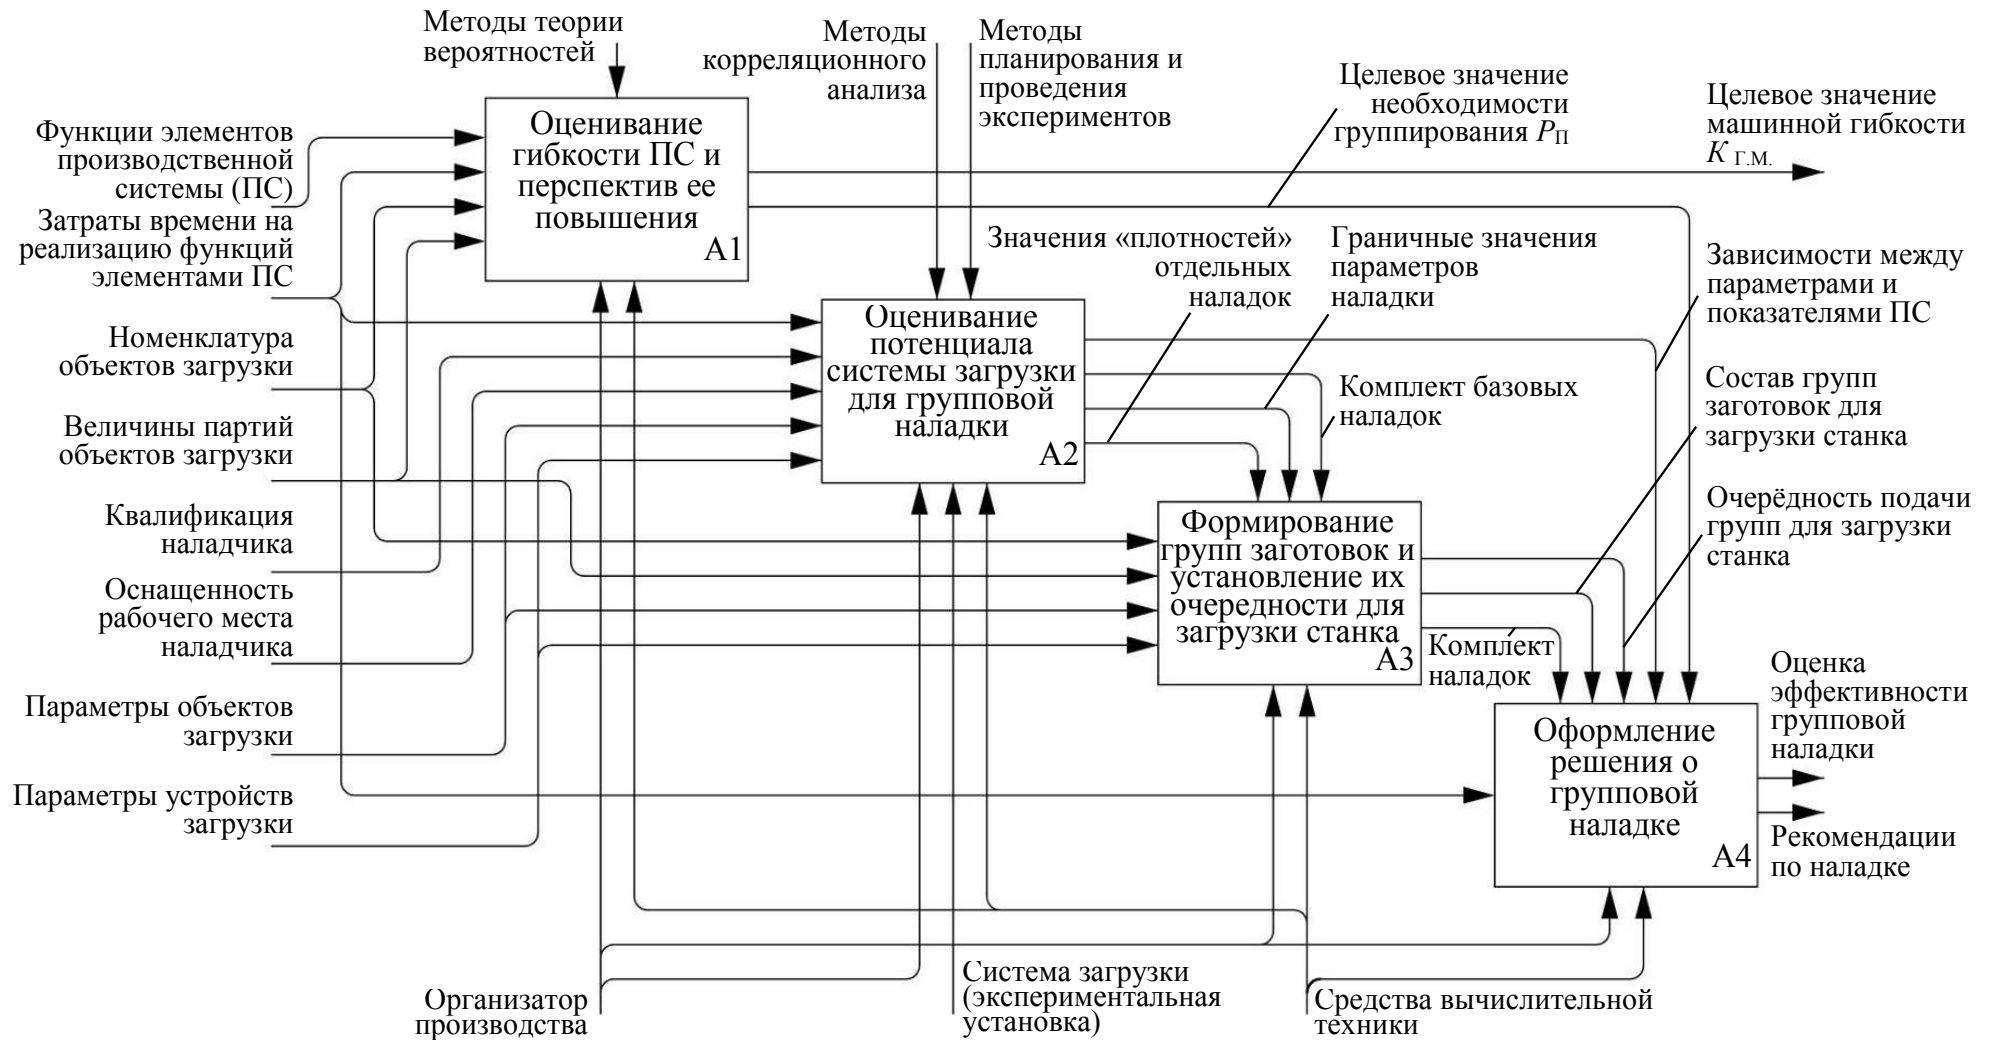 Методы теории
вероятностей
Методы
корреляционного
анализа
Методы
планирования и
проведения
экспериментов
Целевое значение
необходимости
группирования Pп
Целевое значение
машинной гибкости
K Г.М.
Функции элементов
производственной
системы (ПС)
Затраты времени на
реализацию функций
элементами ПС
Номенклатура
объектов загрузки
Величины партий
объектов загрузки
Квалификация
наладчика
Оснащенность
рабочего места
наладчика
Параметры объектов
загрузки
Параметры устройств
загрузки
Оценивание
гибкости ПС и
перспектив ее
повышения
А1
Значения «плотностей»
отдельных
наладок
Граничные значения
параметров
наладки
Зависимости между
параметрами и
показателями ПС
Оценивание
потенциала
системы загрузки
для групповой
наладки
А2
Комплект базовых
наладок
Состав групп
заготовок для
загрузки станка
Очерёдность подачи
групп для загрузки
станка
Формирование
групп заготовок и
установление их
очередности для
загрузки станка
А3
Комплект
наладок
Оценка
эффективности
групповой
наладки
Оформление
решения о
групповой
наладке
А4
Рекомендации
по наладке
Организатор
производства
Система загрузки
(экспериментальная
установка)
Средства вычислительной
техники